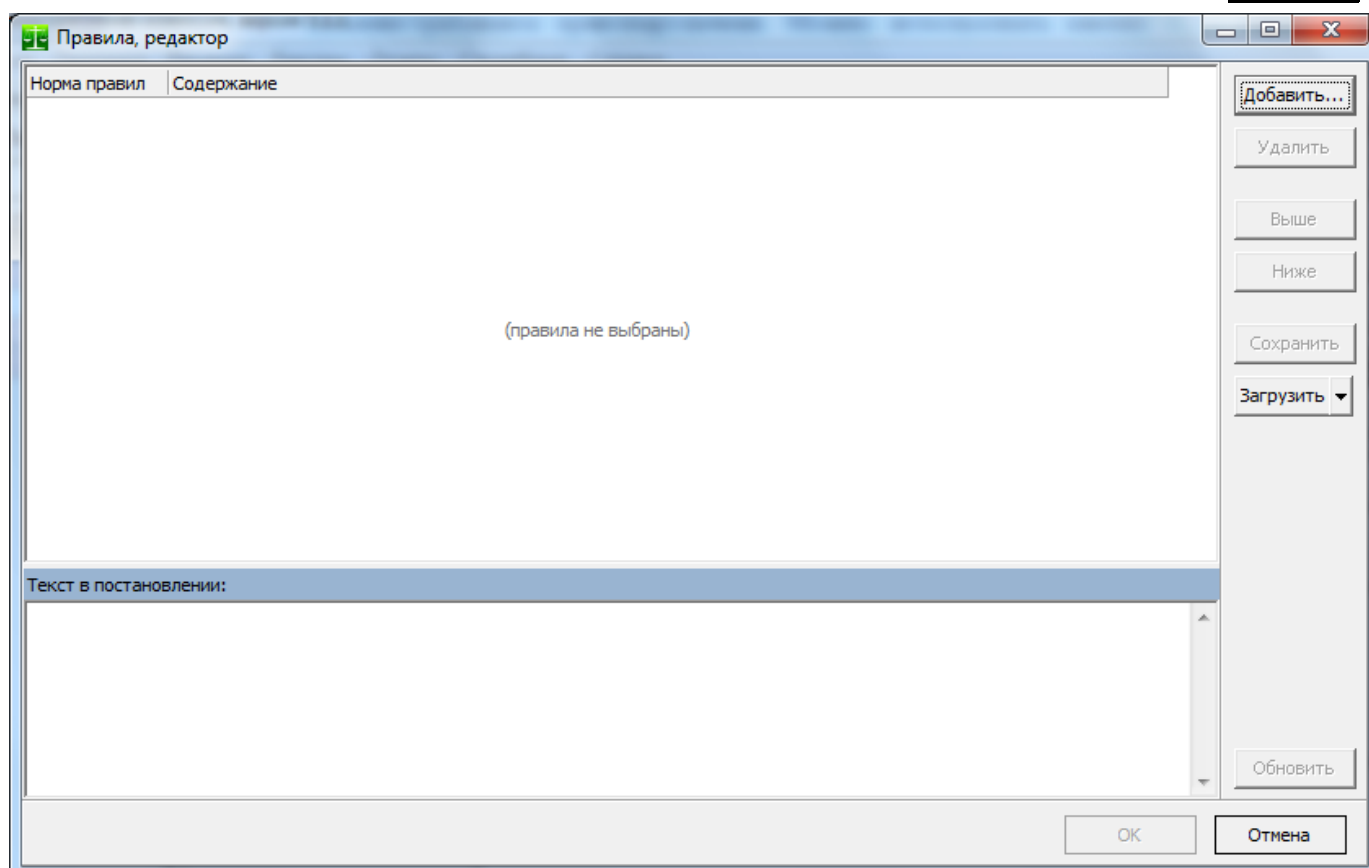 Правила, редактор
Норма правил Содержание
Добавить...
Удалить
Выше
Ниже
(правила не выбраны)
Сохранить
Загрузить
Текст в постановлении:
Обновить
OK Отмена